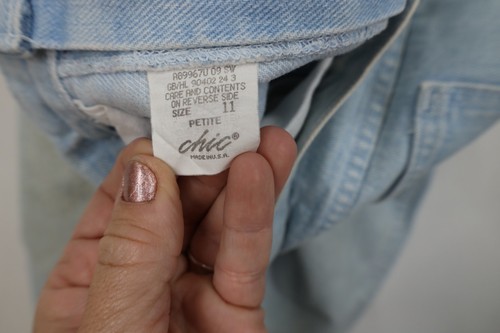 A09967U 09 SW
GB/HL 90402 24 3
CARE AND CONTENTS
ON REVERSE SIDE
SIZE 11
PETITE
chic®
MADE IN U.S.A.